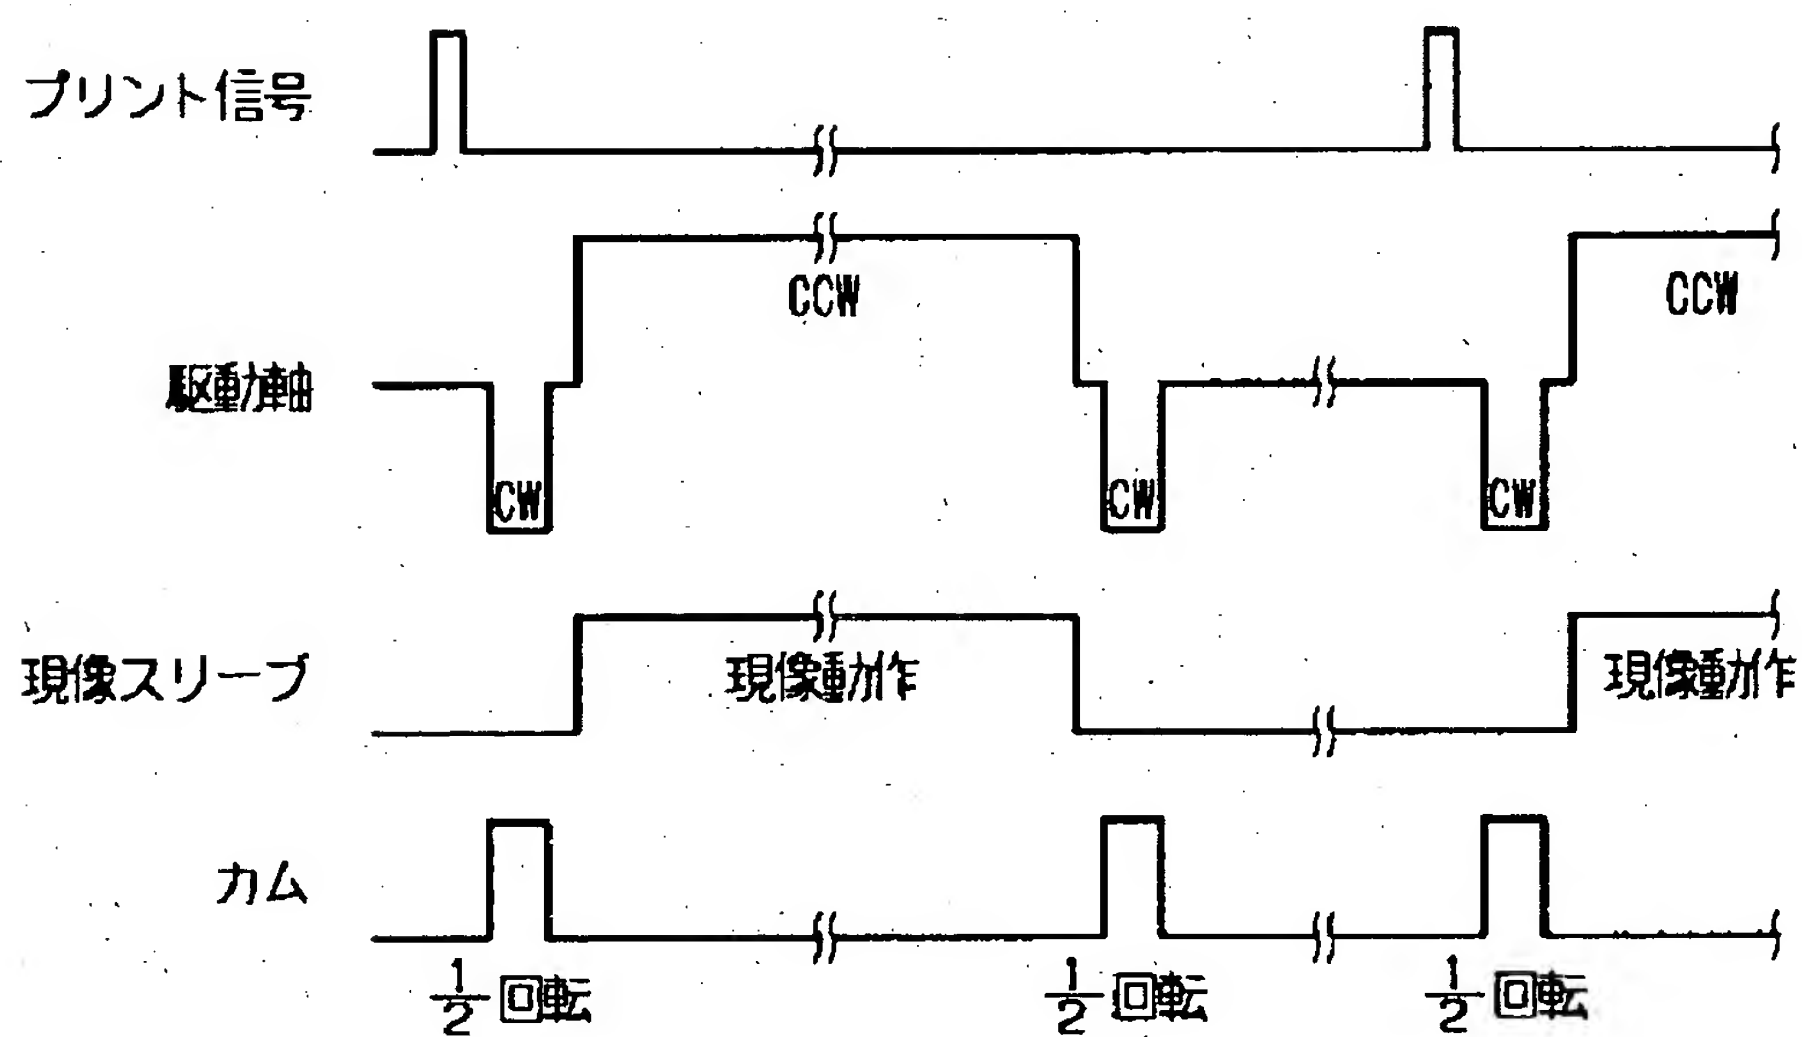 プリント信号
CCW
CCW
駆動軸
CW
CW
CW
現像スリーブ
現像動作
現像動作
カム
1/2 回転
1/2 回転
1/2 回転